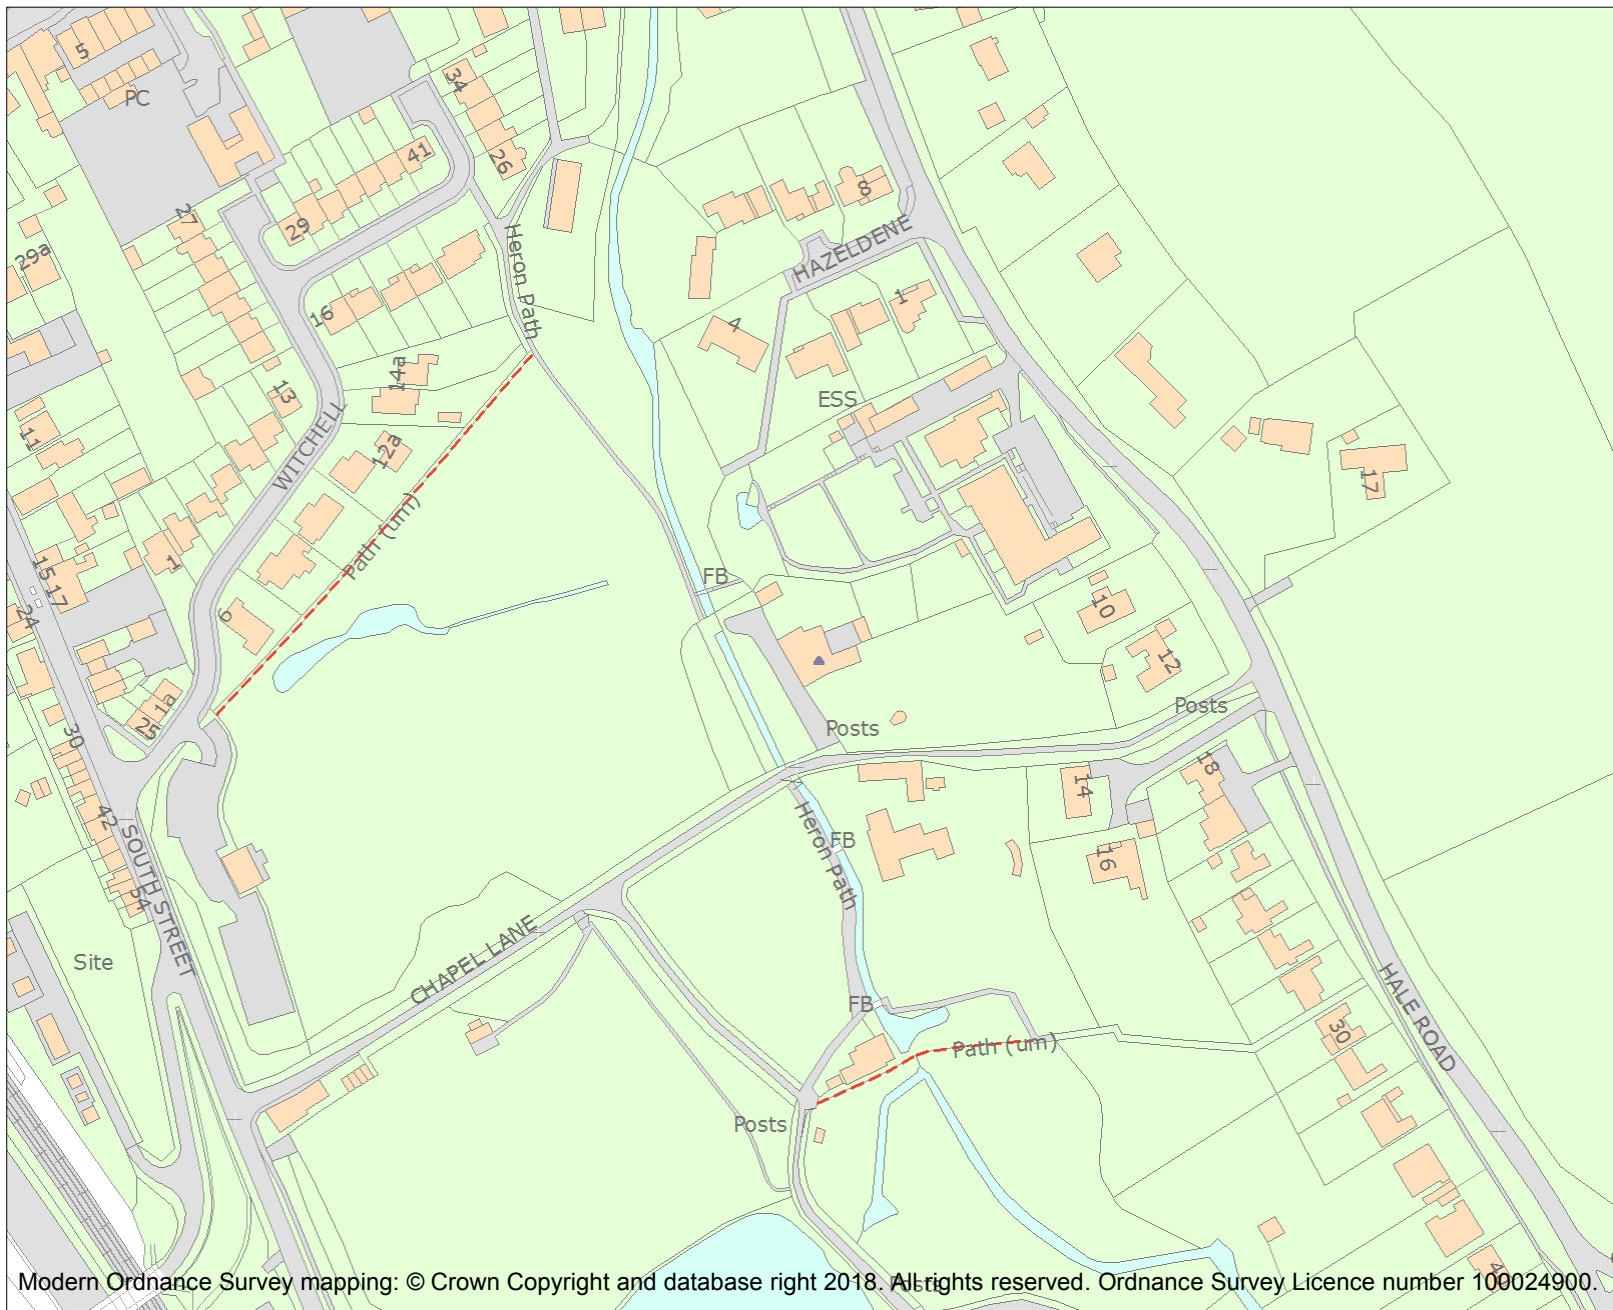 5
PC
34
41
26
8
27
29
29a
Heron Path
HAZELDENE
16
1
4
14a
ESS
13
11
WITCHELL
12a
17
Path (um)
15
17
1
FB
24
6
10
12
1a
25
30
Posts
Posts
14
18
42
SOUTH STREET
Heron Path
FB
16
54
CHAPEL LANE
Site
HALE ROAD
FB
30
Path (um)
Posts
Posts
Modern Ordnance Survey mapping: © Crown Copyright and database right 2018. All rights reserved. Ordnance Survey Licence number 100024900.